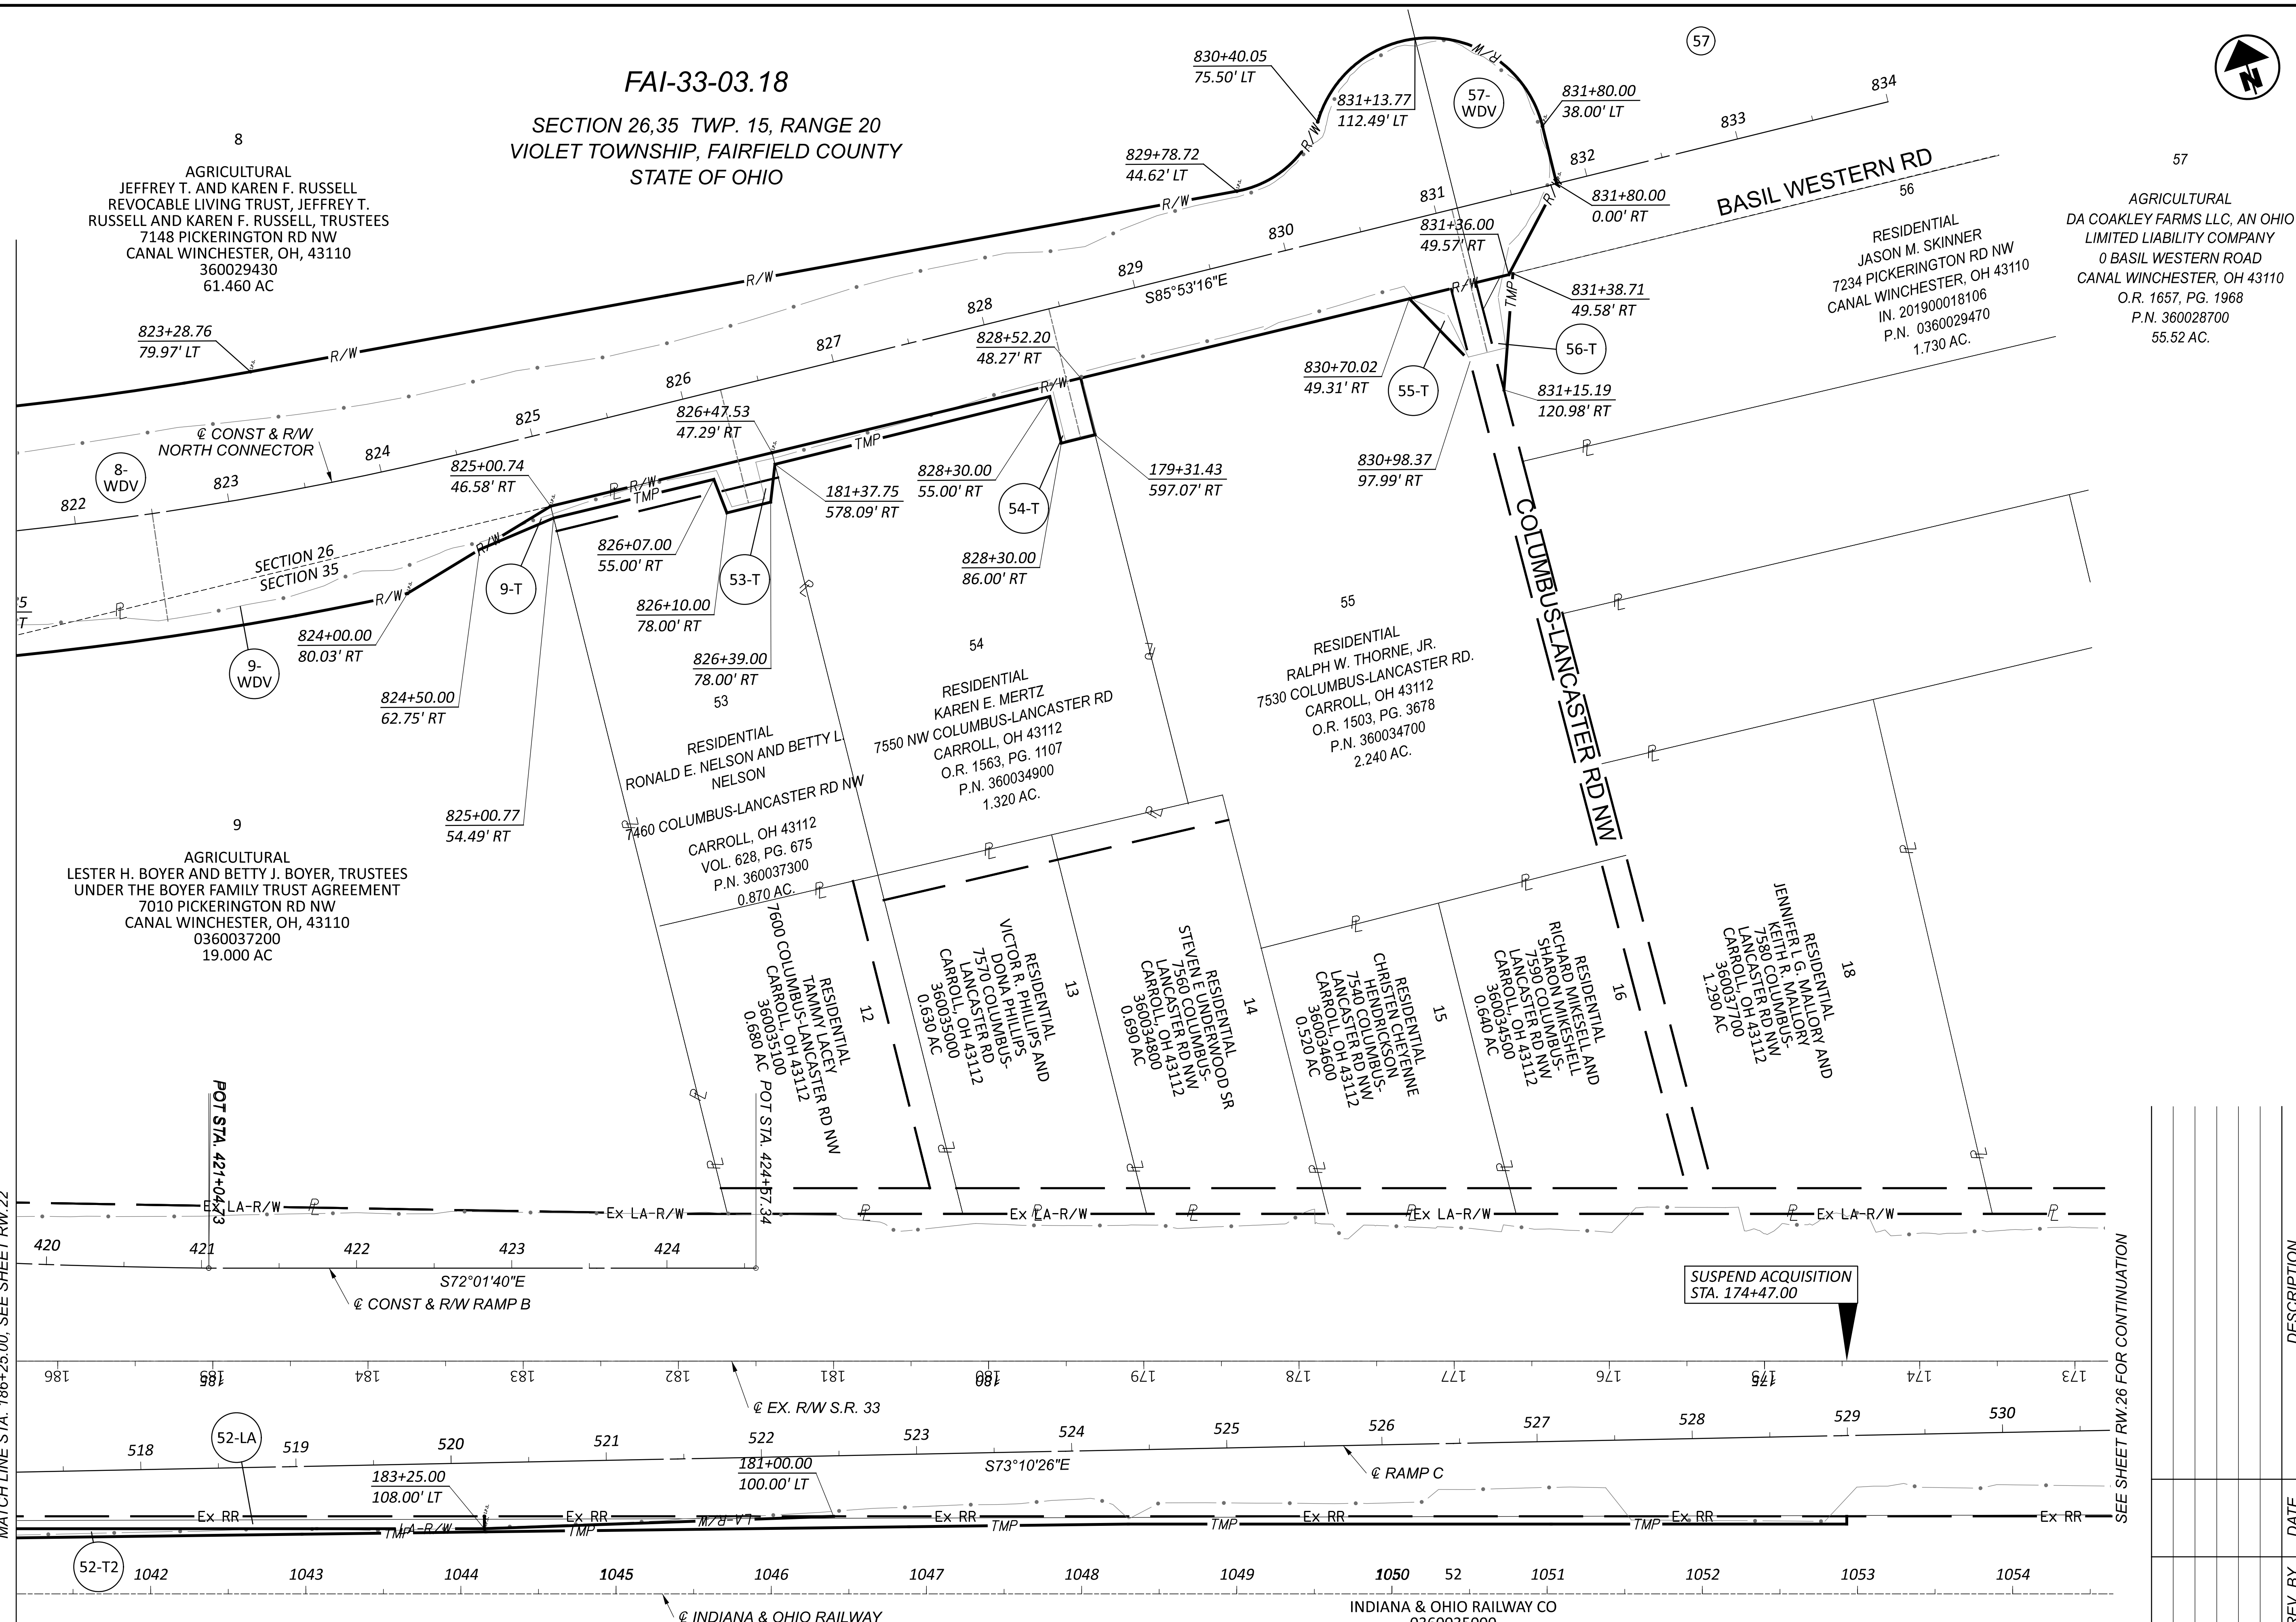 FAI-33-03.18
SECTION 26,35 TWP. 15, RANGE 20
VIOLET TOWNSHIP, FAIRFIELD COUNTY
STATE OF OHIO
N
8
AGRICULTURAL
JEFFREY T. AND KAREN F. RUSSELL
REVOCABLE LIVING TRUST, JEFFREY T.
RUSSELL AND KAREN F. RUSSELL, TRUSTEES
7148 PICKERINGTON RD NW
CANAL WINCHESTER, OH, 43110
360029430
61.460 AC
823+28.76
79.97' LT
829+78.72
44.62' LT
830+40.05
75.50' LT
831+13.77
112.49' LT
57-
WDV
57
831+80.00
38.00' LT
831+80.00
0.00' RT
831+36.00
49.57' RT
831+38.71
49.58' RT
831+15.19
120.98' RT
56-T
55-T
830+70.02
49.31' RT
830+98.37
97.99' RT
R/W
R/W
R/W
R/W
R/W
R/W
R/W
R/W
R/W
R/W
R/W
TMP
TMP
TMP
822
823
824
825
826
827
828
829
830
831
832
833
834
S85°53'16"E
BASIL WESTERN RD
56
RESIDENTIAL
JASON M. SKINNER
7234 PICKERINGTON RD NW
CANAL WINCHESTER, OH 43110
IN. 201900018106
P.N. 0360029470
1.730 AC.
57
AGRICULTURAL
DA COAKLEY FARMS LLC, AN OHIO
LIMITED LIABILITY COMPANY
0 BASIL WESTERN ROAD
CANAL WINCHESTER, OH 43110
O.R. 1657, PG. 1968
P.N. 360028700
55.52 AC.
℄ CONST & R/W
NORTH CONNECTOR
8-
WDV
SECTION 26
SECTION 35
5
T
825+00.74
46.58' RT
826+47.53
47.29' RT
828+52.20
48.27' RT
826+07.00
55.00' RT
181+37.75
578.09' RT
828+30.00
55.00' RT
179+31.43
597.07' RT
54-T
828+30.00
86.00' RT
53-T
826+10.00
78.00' RT
826+39.00
78.00' RT
9-T
824+00.00
80.03' RT
9-
WDV
824+50.00
62.75' RT
825+00.77
54.49' RT
9
AGRICULTURAL
LESTER H. BOYER AND BETTY J. BOYER, TRUSTEES
UNDER THE BOYER FAMILY TRUST AGREEMENT
7010 PICKERINGTON RD NW
CANAL WINCHESTER, OH, 43110
0360037200
19.000 AC
53
RESIDENTIAL
RONALD E. NELSON AND BETTY L.
NELSON
7460 COLUMBUS-LANCASTER RD NW
CARROLL, OH 43112
VOL. 628, PG. 675
P.N. 360037300
0.870 AC.
54
RESIDENTIAL
KAREN E. MERTZ
7550 NW COLUMBUS-LANCASTER RD
CARROLL, OH 43112
O.R. 1563, PG. 1107
P.N. 360034900
1.320 AC.
55
RESIDENTIAL
RALPH W. THORNE, JR.
7530 COLUMBUS-LANCASTER RD.
CARROLL, OH 43112
O.R. 1503, PG. 3678
P.N. 360034700
2.240 AC.
COLUMBUS-LANCASTER RD NW
12
RESIDENTIAL
TAMMY LACEY
7600 COLUMBUS-LANCASTER RD NW
CARROLL, OH 43112
360035100
0.680 AC
13
RESIDENTIAL
VICTOR R. PHILLIPS AND
DONA PHILLIPS
7570 COLUMBUS-
LANCASTER RD
CARROLL, OH 43112
360035000
0.630 AC
14
RESIDENTIAL
STEVEN E UNDERWOOD SR
7560 COLUMBUS-
LANCASTER RD NW
CARROLL, OH 43112
360034800
0.690 AC
15
RESIDENTIAL
CHRISTEN CHEYENNE
HENDRICKSON
7540 COLUMBUS-
LANCASTER RD NW
CARROLL, OH 43112
360034600
0.520 AC
16
RESIDENTIAL
RICHARD MIKESELL AND
SHARON MIKESHELL
7590 COLUMBUS-
LANCASTER RD NW
CARROLL, OH 43112
360034500
0.640 AC
18
RESIDENTIAL
JENNIFER L G. MALLORY AND
KEITH R. MALLORY
7580 COLUMBUS-
LANCASTER RD NW
CARROLL, OH 43112
360037700
1.290 AC
POT STA. 421+04.73
POT STA. 424+57.34
Ex LA-R/W
Ex LA-R/W
Ex LA-R/W
Ex LA-R/W
Ex LA-R/W
420
421
422
423
424
S72°01'40"E
℄ CONST & R/W RAMP B
SUSPEND ACQUISITION
STA. 174+47.00
186
185
184
183
182
181
180
179
178
177
176
175
174
173
℄ EX. R/W S.R. 33
52-LA
518
519
520
521
522
523
524
525
526
527
528
529
530
S73°10'26"E
℄ RAMP C
183+25.00
108.00' LT
181+00.00
100.00' LT
Ex RR
Ex RR
Ex RR
Ex RR
Ex RR
Ex RR
LA-R/W
LA-R/W
TMP
TMP
TMP
TMP
TMP
52-T2
1042
1043
1044
1045
1046
1047
1048
1049
1050
52
1051
1052
1053
1054
℄ INDIANA & OHIO RAILWAY
INDIANA & OHIO RAILWAY CO
MATCH LINE STA. 186+25.00, SEE SHEET RW.22
SEE SHEET RW.26 FOR CONTINUATION
DESCRIPTION
DATE
REV. BY